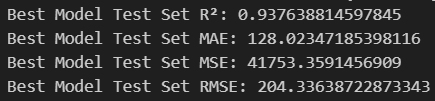 Best Model Test Set R²: 0.937638814597845
Best Model Test Set MAE: 128.02347185398116
Best Model Test Set MSE: 41753.3591456909
Best Model Test Set RMSE: 204.33638722873343